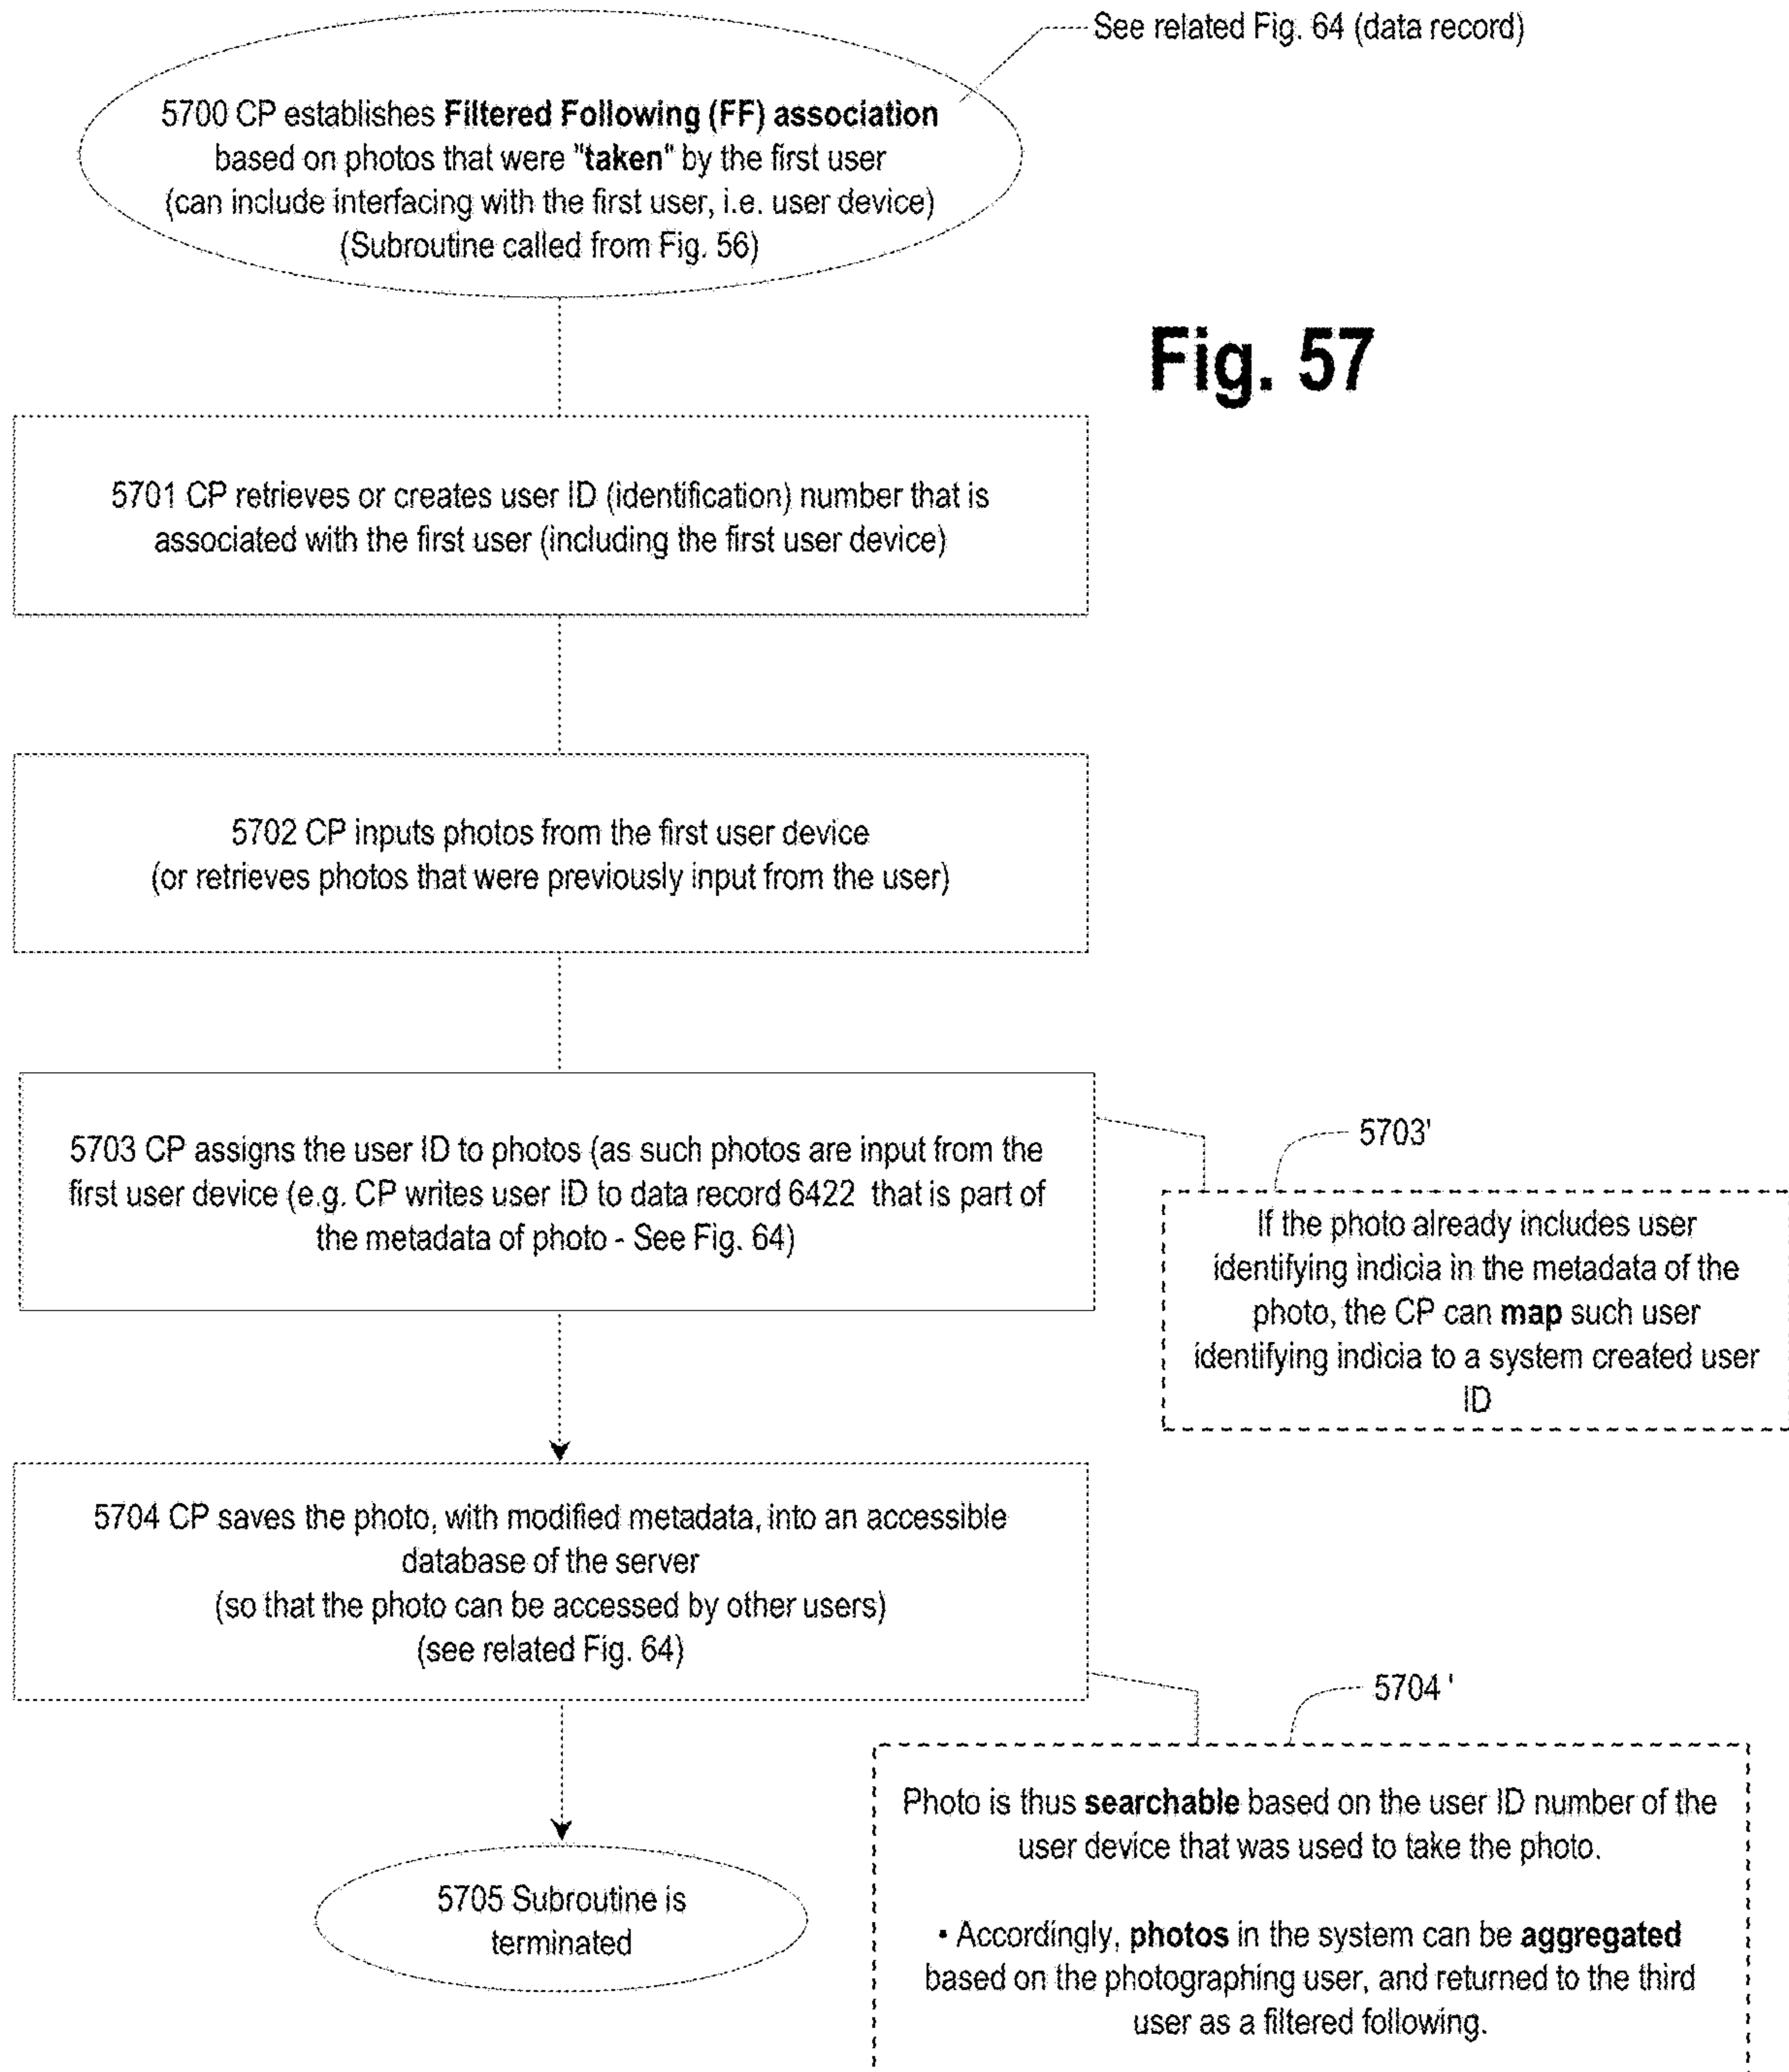 See related Fig. 64 (data record)
5700 CP establishes Filtered Following (FF) association
based on photos that were "taken" by the first user
(can include interfacing with the first user, i.e. user device)
(Subroutine called from Fig. 56)
Fig. 57
5701 CP retrieves or creates user ID (identification) number that is
associated with the first user (including the first user device)
5702 CP inputs photos from the first user device
(or retrieves photos that were previously input from the user)
5703 CP assigns the user ID to photos (as such photos are input from the
first user device (e.g. CP writes user ID to data record 6422 that is part of
the metadata of photo - See Fig. 64)
5703'
If the photo already includes user
identifying indicia in the metadata of the
photo, the CP can map such user
identifying indicia to a system created user
ID
5704 CP saves the photo, with modified metadata, into an accessible
database of the server
(so that the photo can be accessed by other users)
(see related Fig. 64)
5704 '
Photo is thus searchable based on the user ID number of the
user device that was used to take the photo.
• Accordingly, photos in the system can be aggregated
based on the photographing user, and returned to the third
user as a filtered following.
5705 Subroutine is
terminated